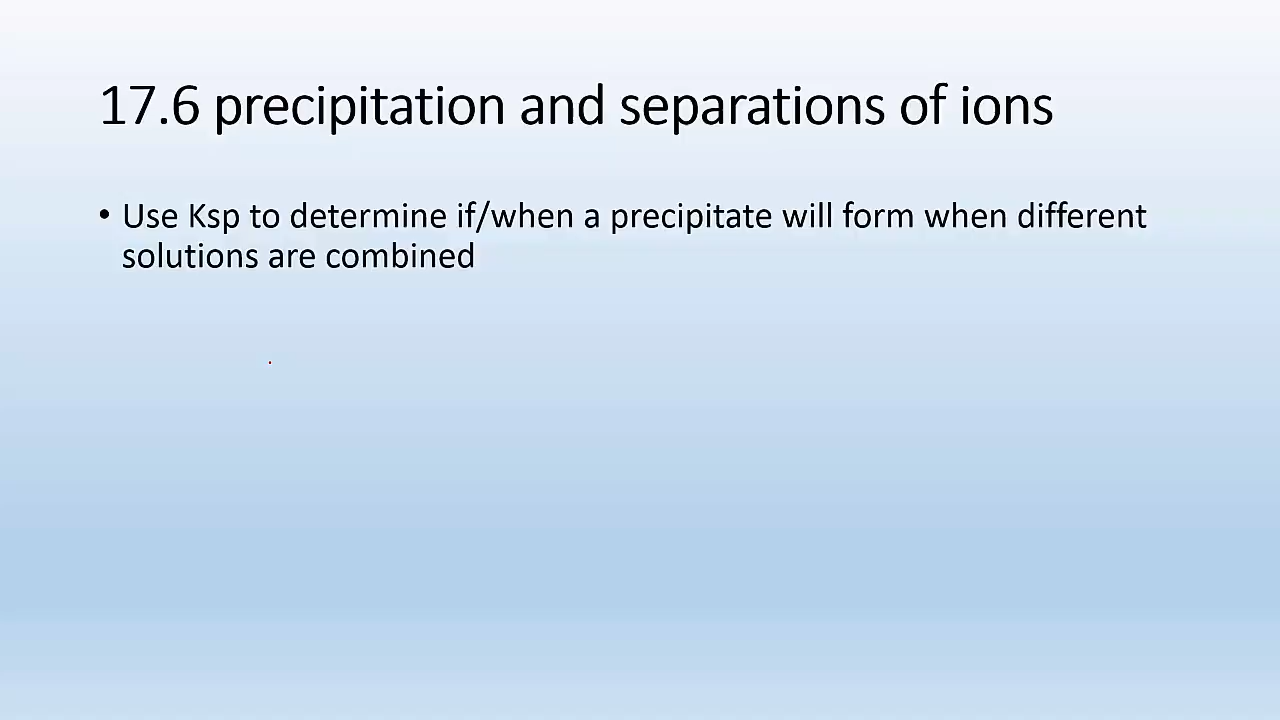 17.6 precipitation and separations of ions
• Use Ksp to determine if/when a precipitate will form when different
solutions are combined